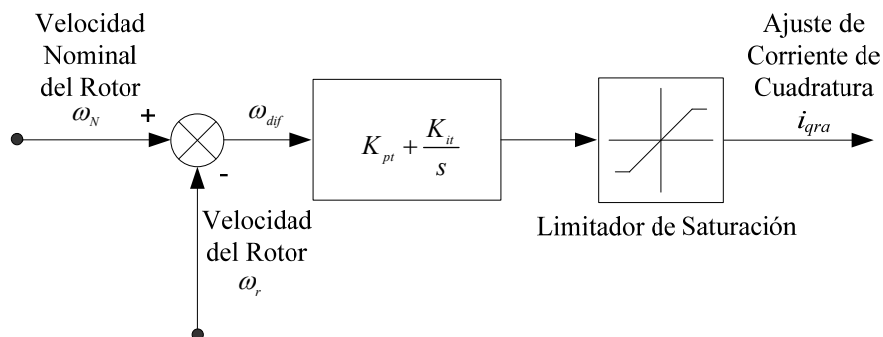 Velocidad
Nominal
del Rotor
ω_N
+
-
ω_dif
Velocidad
del Rotor
ω_r
K_pt + K_it / s
Limitador de Saturación
Ajuste de
Corriente de
Cuadratura
i_qra